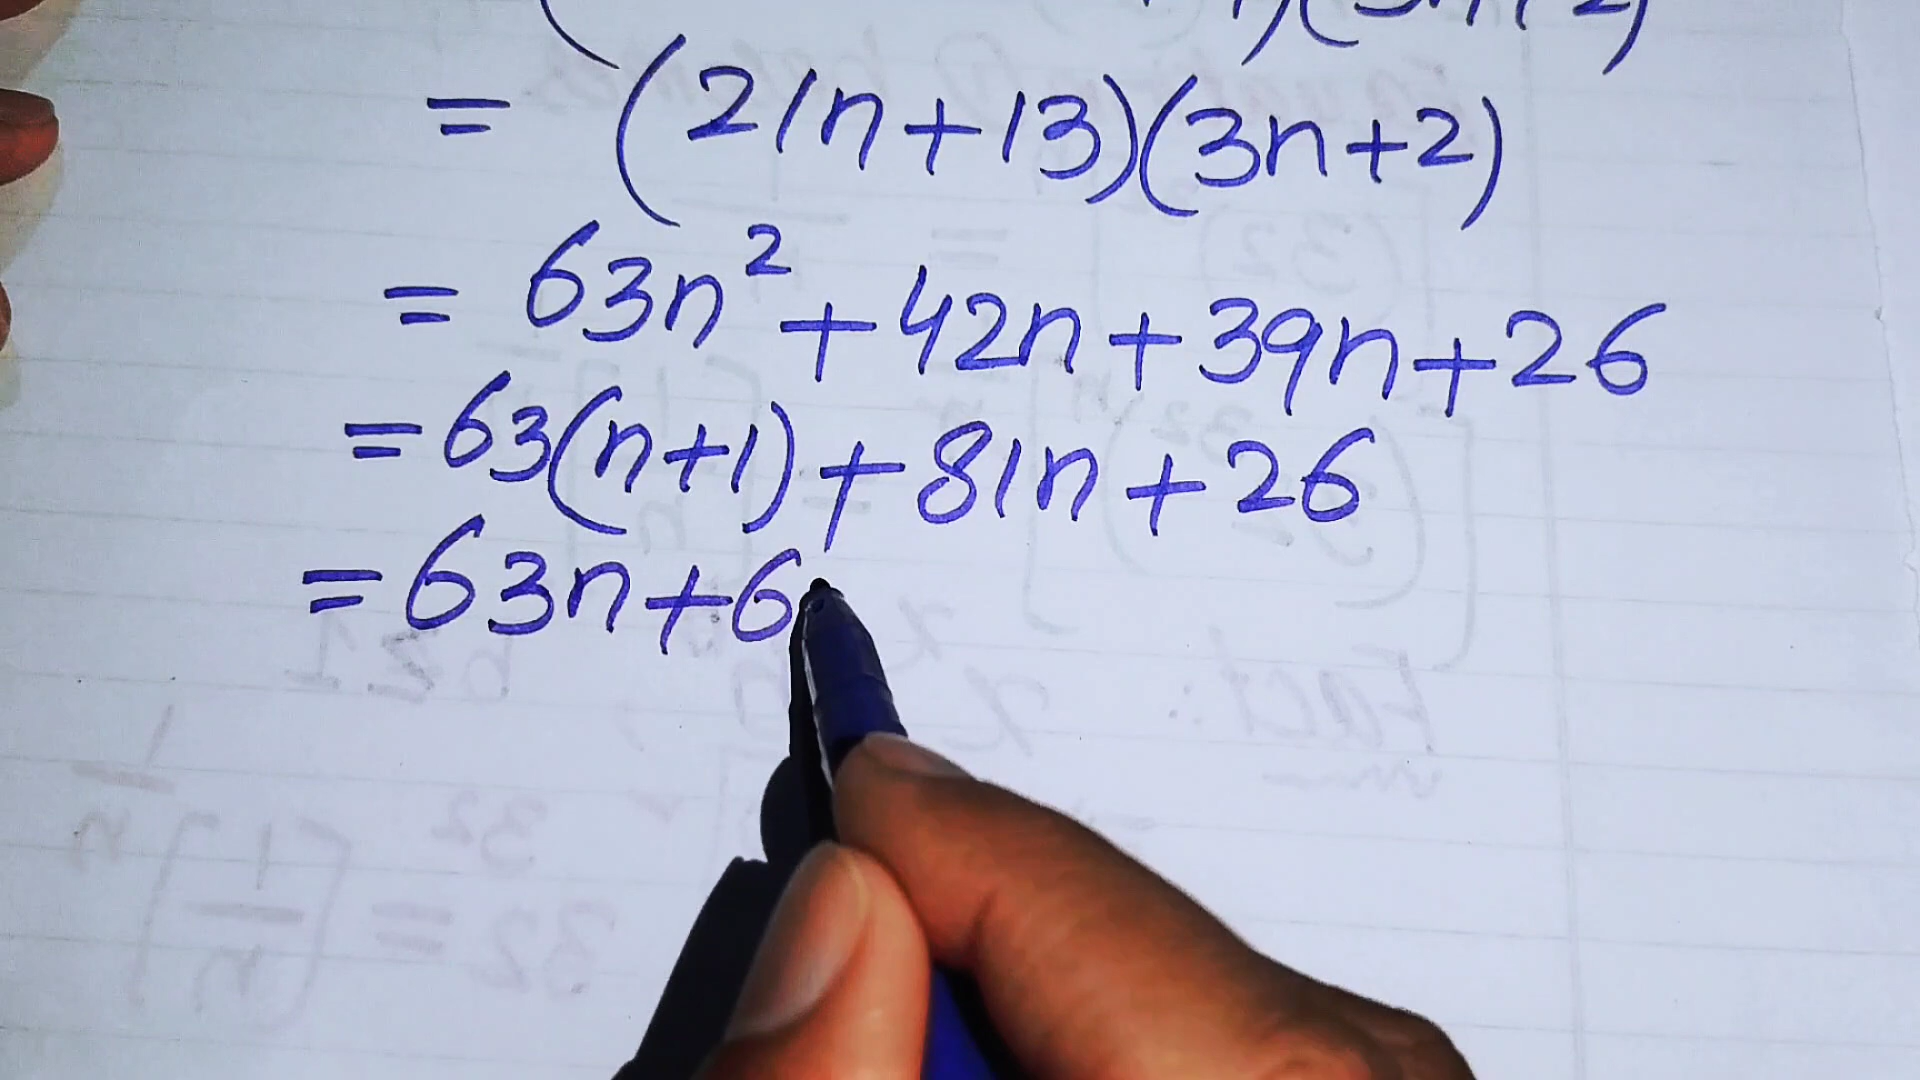 = (21n+13)(3n+2)
= 63n² + 42n + 39n + 26
= 63(n+1) + 81n + 26
= 63n + 6